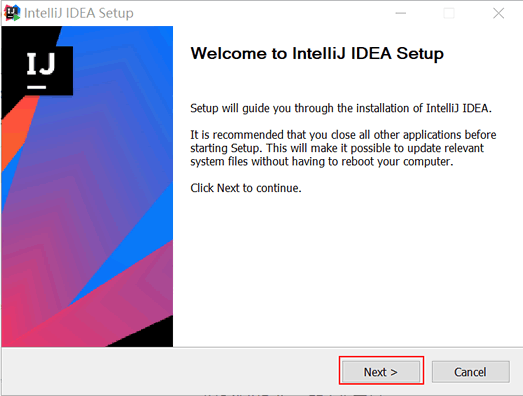 IntelliJ IDEA Setup
IJ
Welcome to IntelliJ IDEA Setup
Setup will guide you through the installation of IntelliJ IDEA.
It is recommended that you close all other applications before
starting Setup. This will make it possible to update relevant
system files without having to reboot your computer.
Click Next to continue.
Next >
Cancel